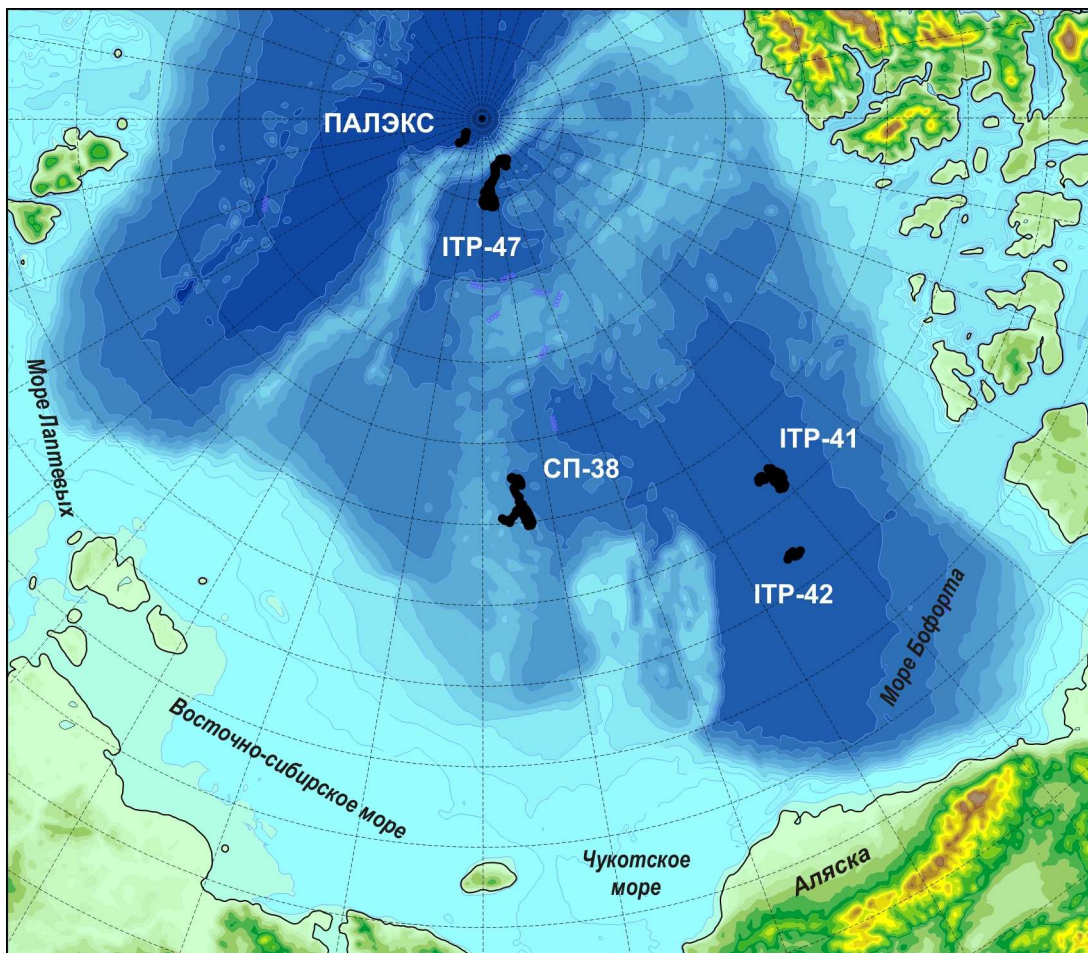 ПАЛЭКС
ITP-47
Море Лаптевых
СП-38
ITP-41
ITP-42
Море Бофорта
Восточно-сибирское море
Чукотское
море
Аляска